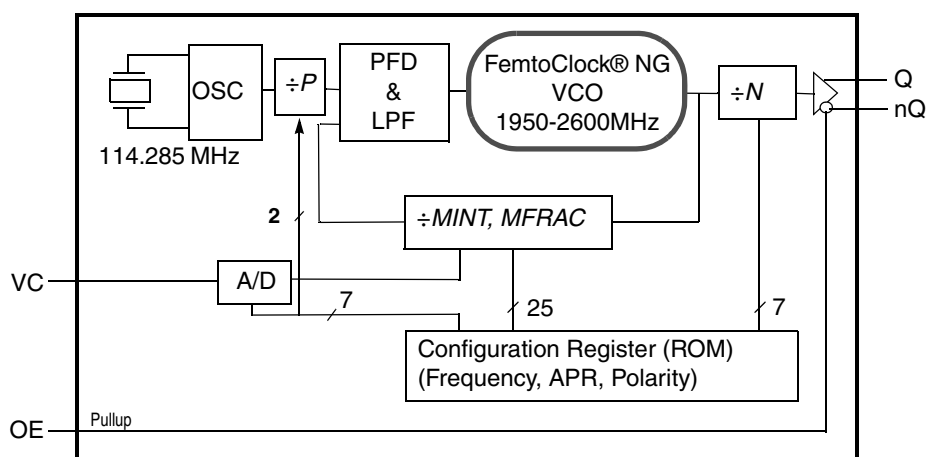 OSC
÷P
PFD
&
LPF
FemtoClock® NG
VCO
1950-2600MHz
÷N
Q
nQ
114.285 MHz
2
÷MINT, MFRAC
VC
A/D
7
25
7
Configuration Register (ROM)
(Frequency, APR, Polarity)
OE
Pullup